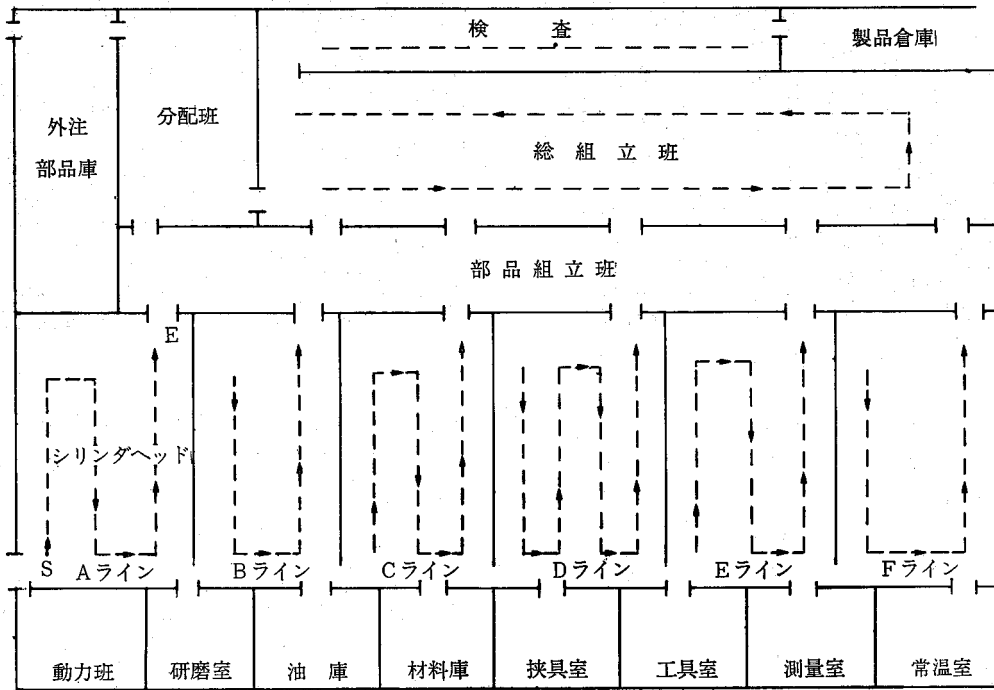 検査
製品倉庫
外注
部品庫
分配班
総組立班
部品組立班
E
シリンダヘッド
S
Aライン
Bライン
Cライン
Dライン
Eライン
Fライン
動力班
研磨室
油庫
材料庫
挟具室
工具室
測量室
常温室